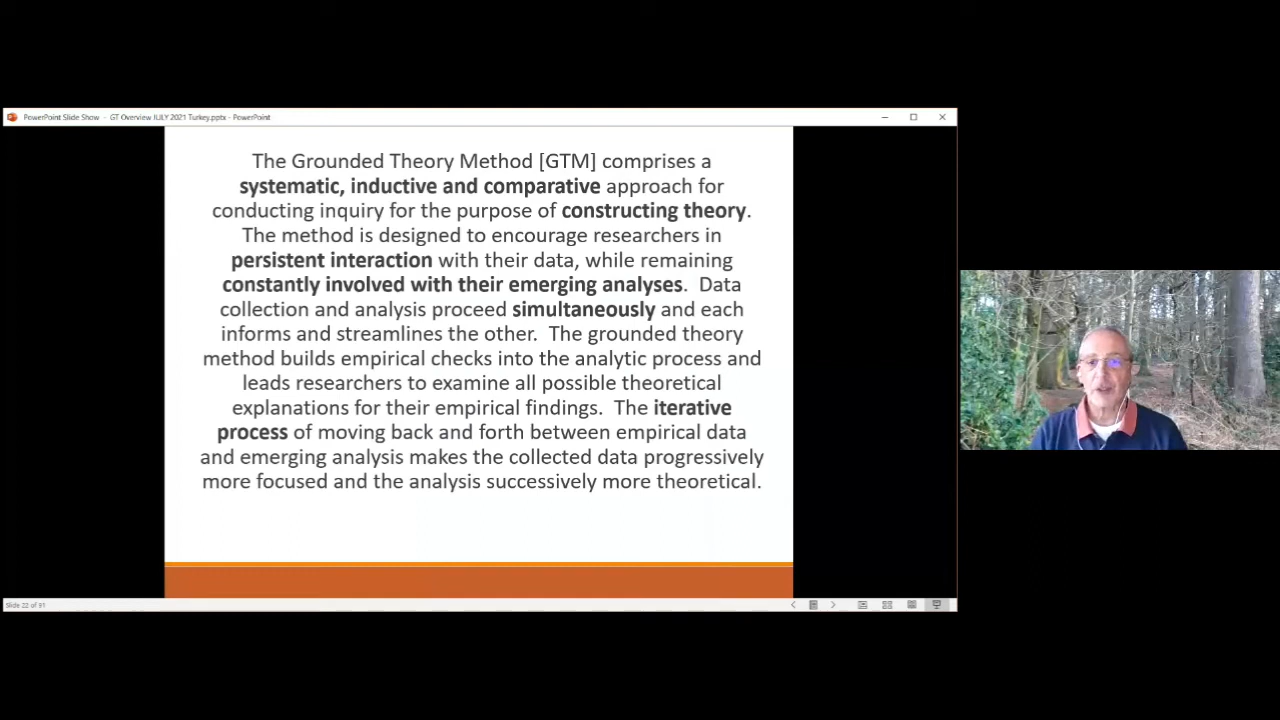 PowerPoint Slide Show - GT Overview JULY 2021 Turkey.pptx - PowerPoint
The Grounded Theory Method [GTM] comprises a
systematic, inductive and comparative approach for
conducting inquiry for the purpose of constructing theory.
The method is designed to encourage researchers in
persistent interaction with their data, while remaining
constantly involved with their emerging analyses. Data
collection and analysis proceed simultaneously and each
informs and streamlines the other. The grounded theory
method builds empirical checks into the analytic process and
leads researchers to examine all possible theoretical
explanations for their empirical findings. The iterative
process of moving back and forth between empirical data
and emerging analysis makes the collected data progressively
more focused and the analysis successively more theoretical.
Slide 22 of 91